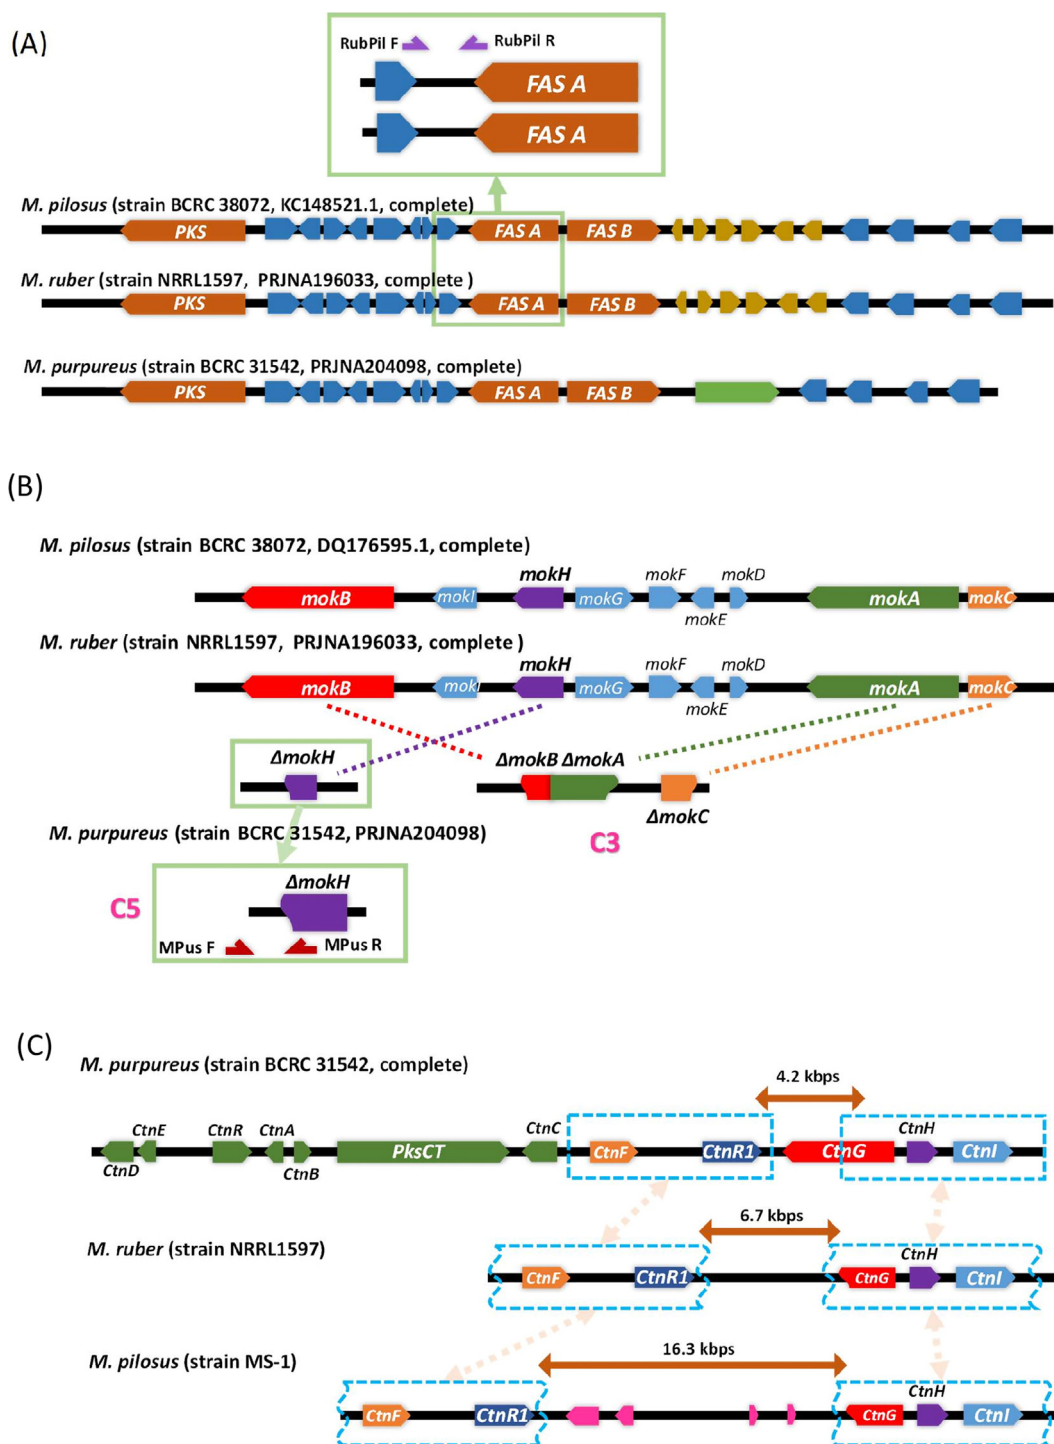 (A)
RubPil F RubPil R
FAS A
FAS A
M. pilosus (strain BCRC 38072, KC148521.1, complete)
PKS FAS A FAS B
M. ruber (strain NRRL1597, PRJNA196033, complete )
PKS FAS A FAS B
M. purpureus (strain BCRC 31542, PRJNA204098, complete)
PKS FAS A FAS B
(B)
M. pilosus (strain BCRC 38072, DQ176595.1, complete)
mokH mokF mokD
mokB mokI mokG mokA mokC
mokE
M. ruber (strain NRRL1597, PRJNA196033, complete )
mokH mokF mokD
mokB mokI mokG mokA mokC
mokE
ΔmokH ΔmokB ΔmokA
ΔmokC
M. purpureus (strain BCRC 31542, PRJNA204098)
C3
ΔmokH
C5
MPus F MPus R
(C)
M. purpureus (strain BCRC 31542, complete)
4.2 kbps
CtnE CtnR CtnA CtnC CtnH
PksCT CtnF CtnR1 CtnG CtnI
CtnD CtnB
6.7 kbps
M. ruber (strain NRRL1597)
CtnH
CtnF CtnR1 CtnG CtnI
16.3 kbps
M. pilosus (strain MS-1)
CtnH
CtnF CtnR1 CtnG CtnI